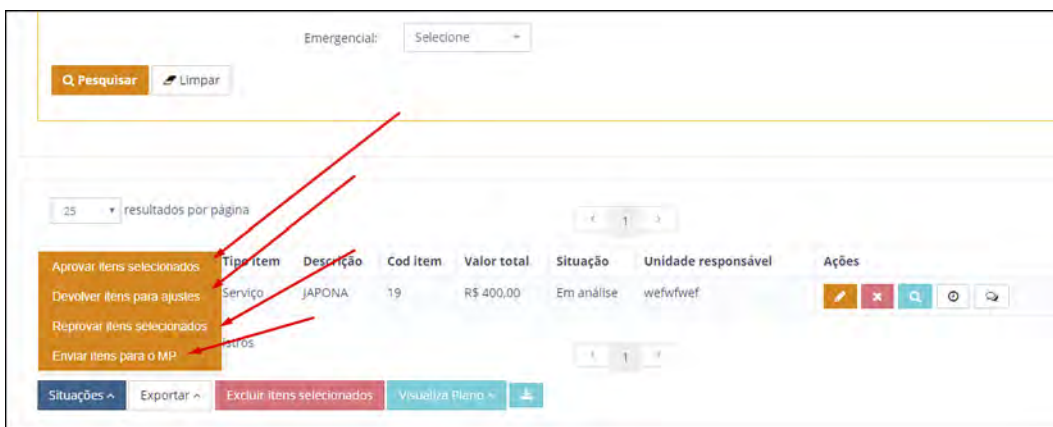 Emergencial: Selecione
Pesquisar Limpar
25 resultados por página
1
Tipo item Descrição Cod item Valor total Situação Unidade responsável Ações
Serviço JAPONA 19 R$ 400,00 Em análise wefwfwef
Aprovar itens selecionados
Devolver itens para ajustes
Reprovar itens selecionados
Enviar itens para o MP
istros
1
Situações Exportar Excluir itens selecionados Visualiza Plano